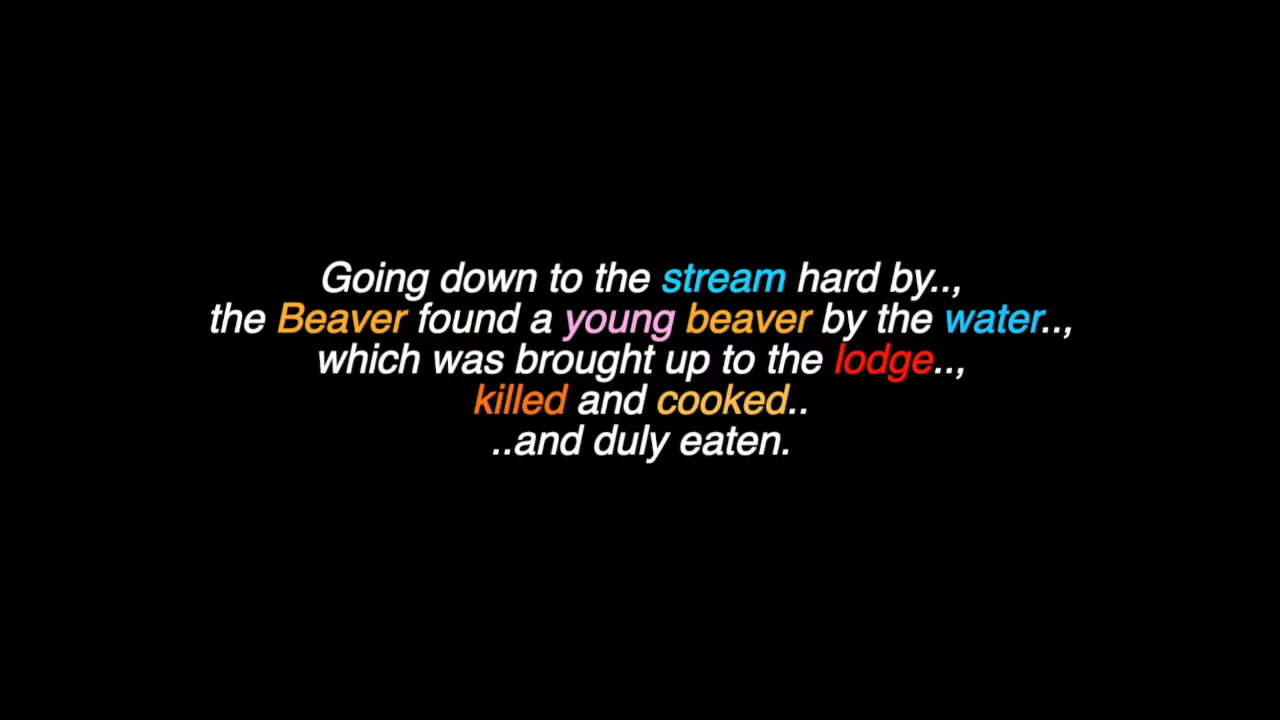 Going down to the stream hard by..,
the Beaver found a young beaver by the water..,
which was brought up to the lodge..,
killed and cooked..
..and duly eaten.